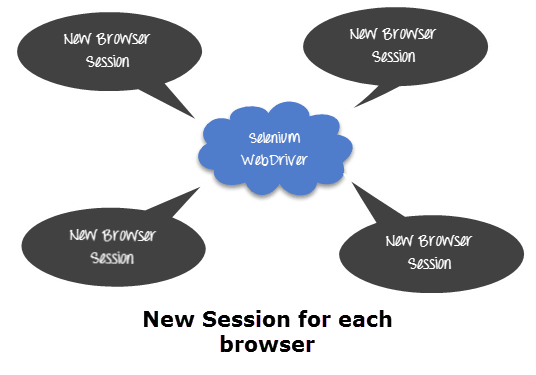 New Browser
Session
New Browser
Session
Selenium
WebDriver
New Browser
Session
New Browser
Session
New Session for each
browser